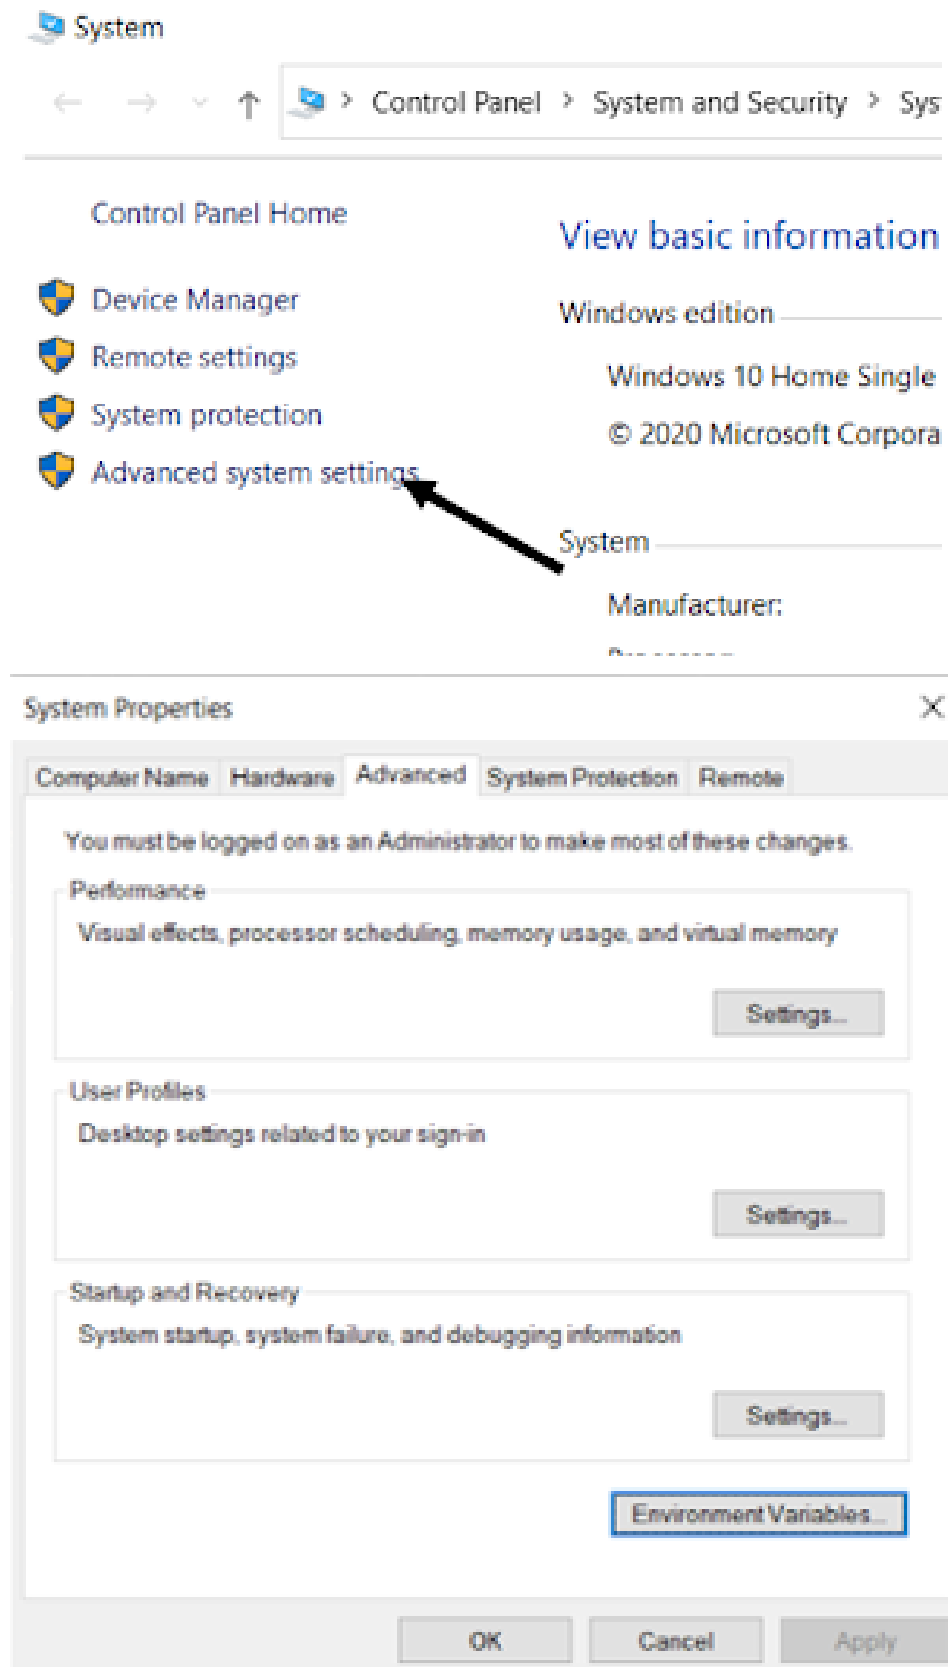 System
Control Panel > System and Security > Sys
Control Panel Home
View basic information
Device Manager
Windows edition
Remote settings
Windows 10 Home Single
System protection
© 2020 Microsoft Corpora
Advanced system settings
System
Manufacturer:
System Properties
Computer Name Hardware Advanced System Protection Remote
You must be logged on as an Administrator to make most of these changes.
Performance
Visual effects, processor scheduling, memory usage, and virtual memory
Settings...
User Profiles
Desktop settings related to your sign-in
Settings...
Startup and Recovery
System startup, system failure, and debugging information
Settings...
Environment Variables...
OK Cancel Apply